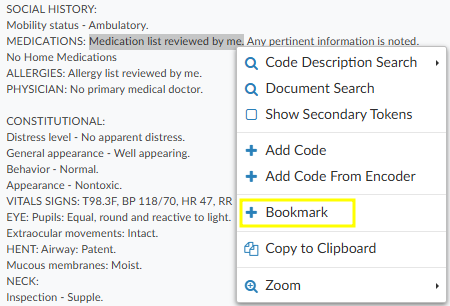 SOCIAL HISTORY:
Mobility status - Ambulatory.
MEDICATIONS: Medication list reviewed by me. Any pertinent information is noted.
No Home Medications
ALLERGIES: Allergy list reviewed by me.
PHYSICIAN: No primary medical doctor.
CONSTITUTIONAL:
Distress level - No apparent distress.
General appearance - Well appearing.
Behavior - Normal.
Appearance - Nontoxic.
VITALS SIGNS: T98.3F, BP 118/70, HR 47, RR
EYE: Pupils: Equal, round and reactive to light.
Extraocular movements: Intact.
HENT: Airway: Patent.
Mucous membranes: Moist.
NECK:
Inspection - Supple.
Code Description Search
Document Search
Show Secondary Tokens
Add Code
Add Code From Encoder
Bookmark
Copy to Clipboard
Zoom